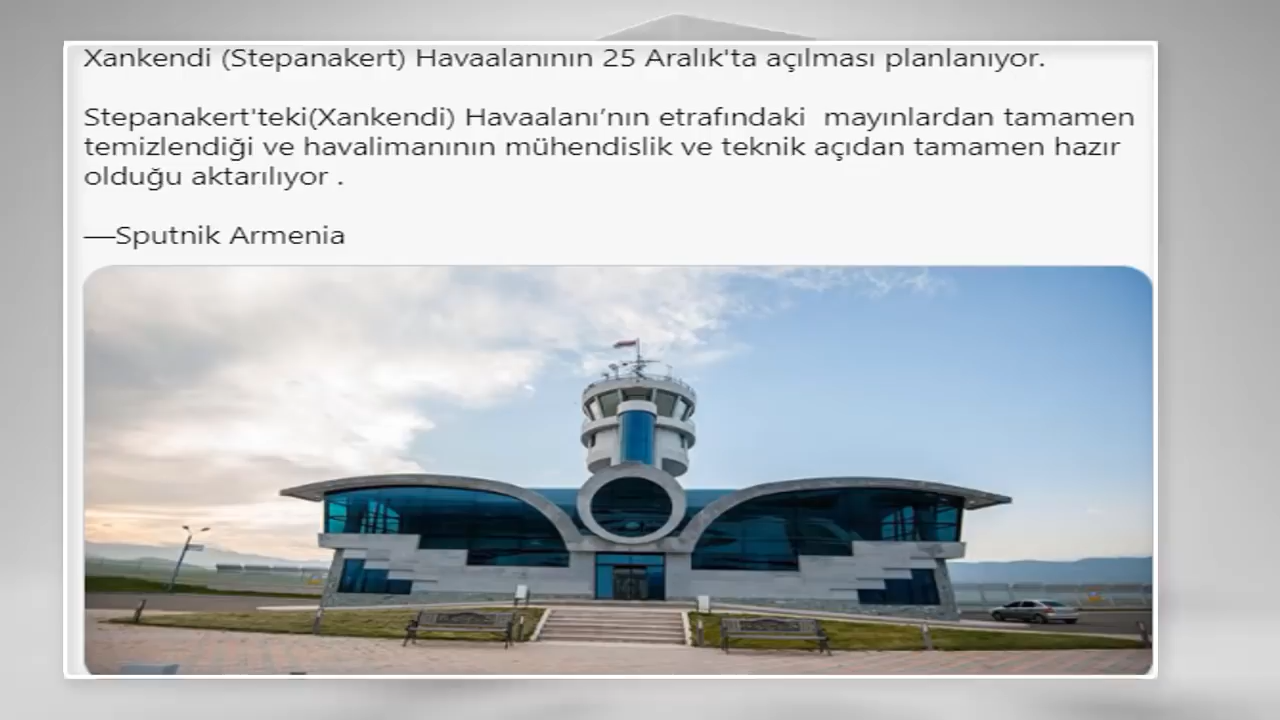 Xankendi (Stepanakert) Havaalanının 25 Aralık'ta açılması planlanıyor.
Stepanakert'teki(Xankendi) Havaalanı’nın etrafındaki  mayınlardan tamamen
temizlendiği ve havalimanının mühendislik ve teknik açıdan tamamen hazır
olduğu aktarılıyor .
—Sputnik Armenia